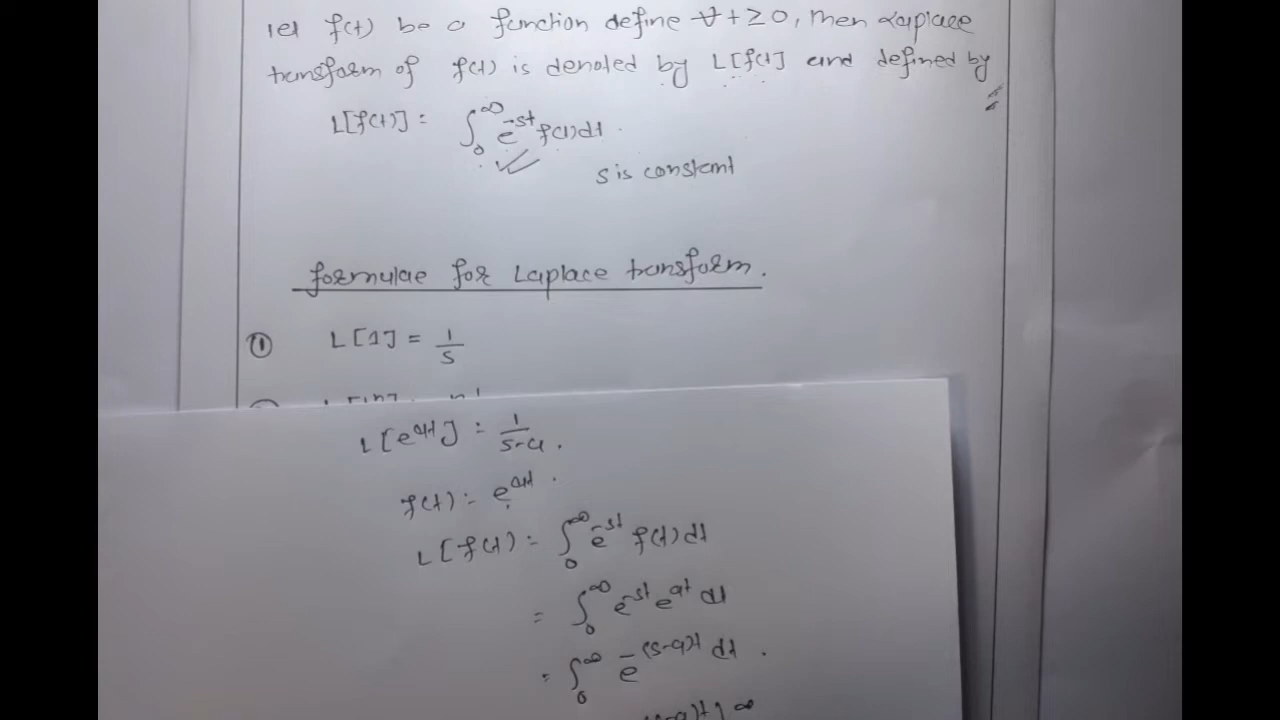 let f(t) be a function define ∀ t ≥ 0, then Laplace
transform of f(t) is denoted by L[f(t)] and defined by
L[f(t)] = ∫₀^∞ e^-st f(t) dt.
s is constant
formulae for Laplace transform.
① L[1] = 1/s
L[e^at] = 1/s-a.
f(t) = e^at.
L[f(t) = ∫₀^∞ e^-st f(t) dt
= ∫₀^∞ e^-st e^at dt
= ∫₀^∞ e^-(s-a)t dt.